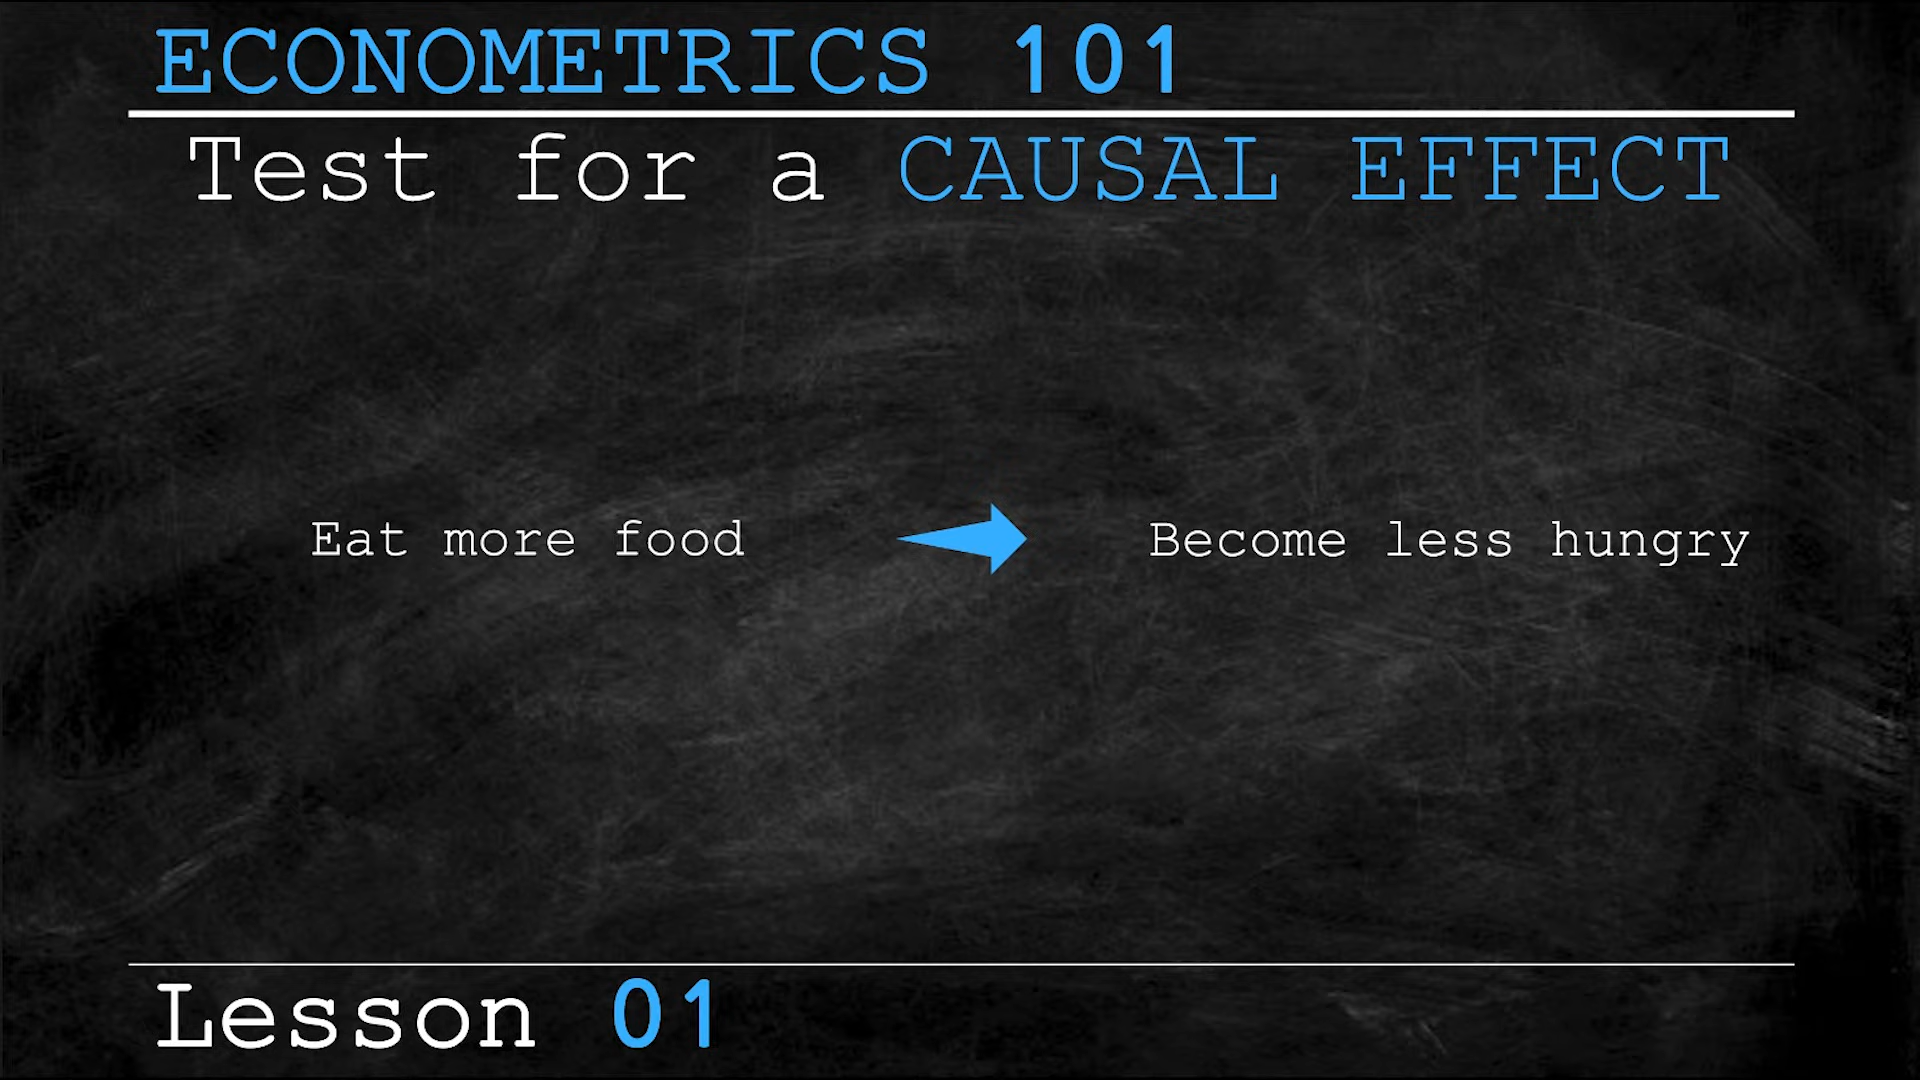 ECONOMETRICS 101
Test for a CAUSAL EFFECT
Eat more food
Become less hungry
Lesson 01